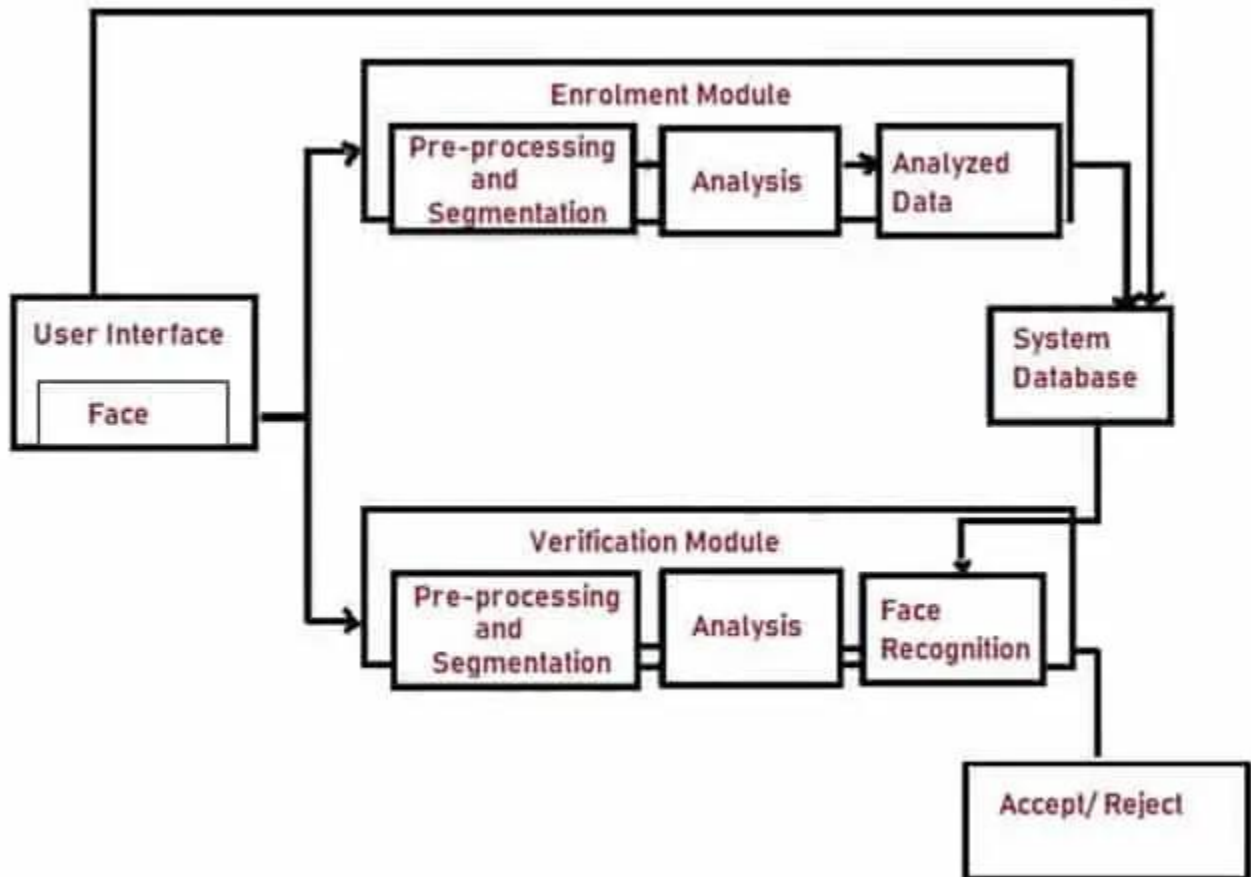 Enrolment Module
Pre-processing
and
Segmentation
Analysis
Analyzed
Data
User Interface
Face
System
Database
Verification Module
Pre-processing
and
Segmentation
Analysis
Face
Recognition
Accept/ Reject